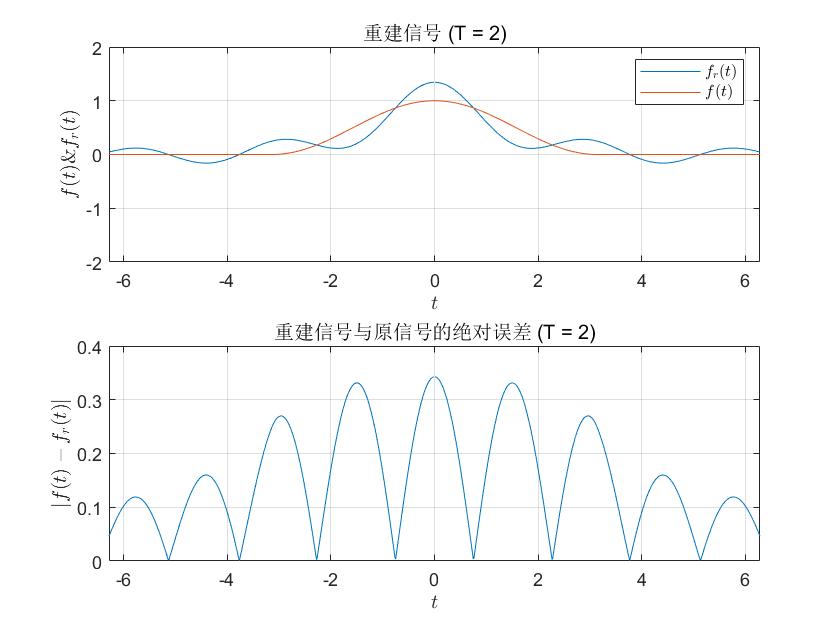 重建信号 (T = 2)
f(t)&f_r(t)
2
1
0
-1
-2
f_r(t)
f(t)
-6 -4 -2 0 2 4 6
t
重建信号与原信号的绝对误差 (T = 2)
|f(t) − f_r(t)|
0.4
0.3
0.2
0.1
0
-6 -4 -2 0 2 4 6
t